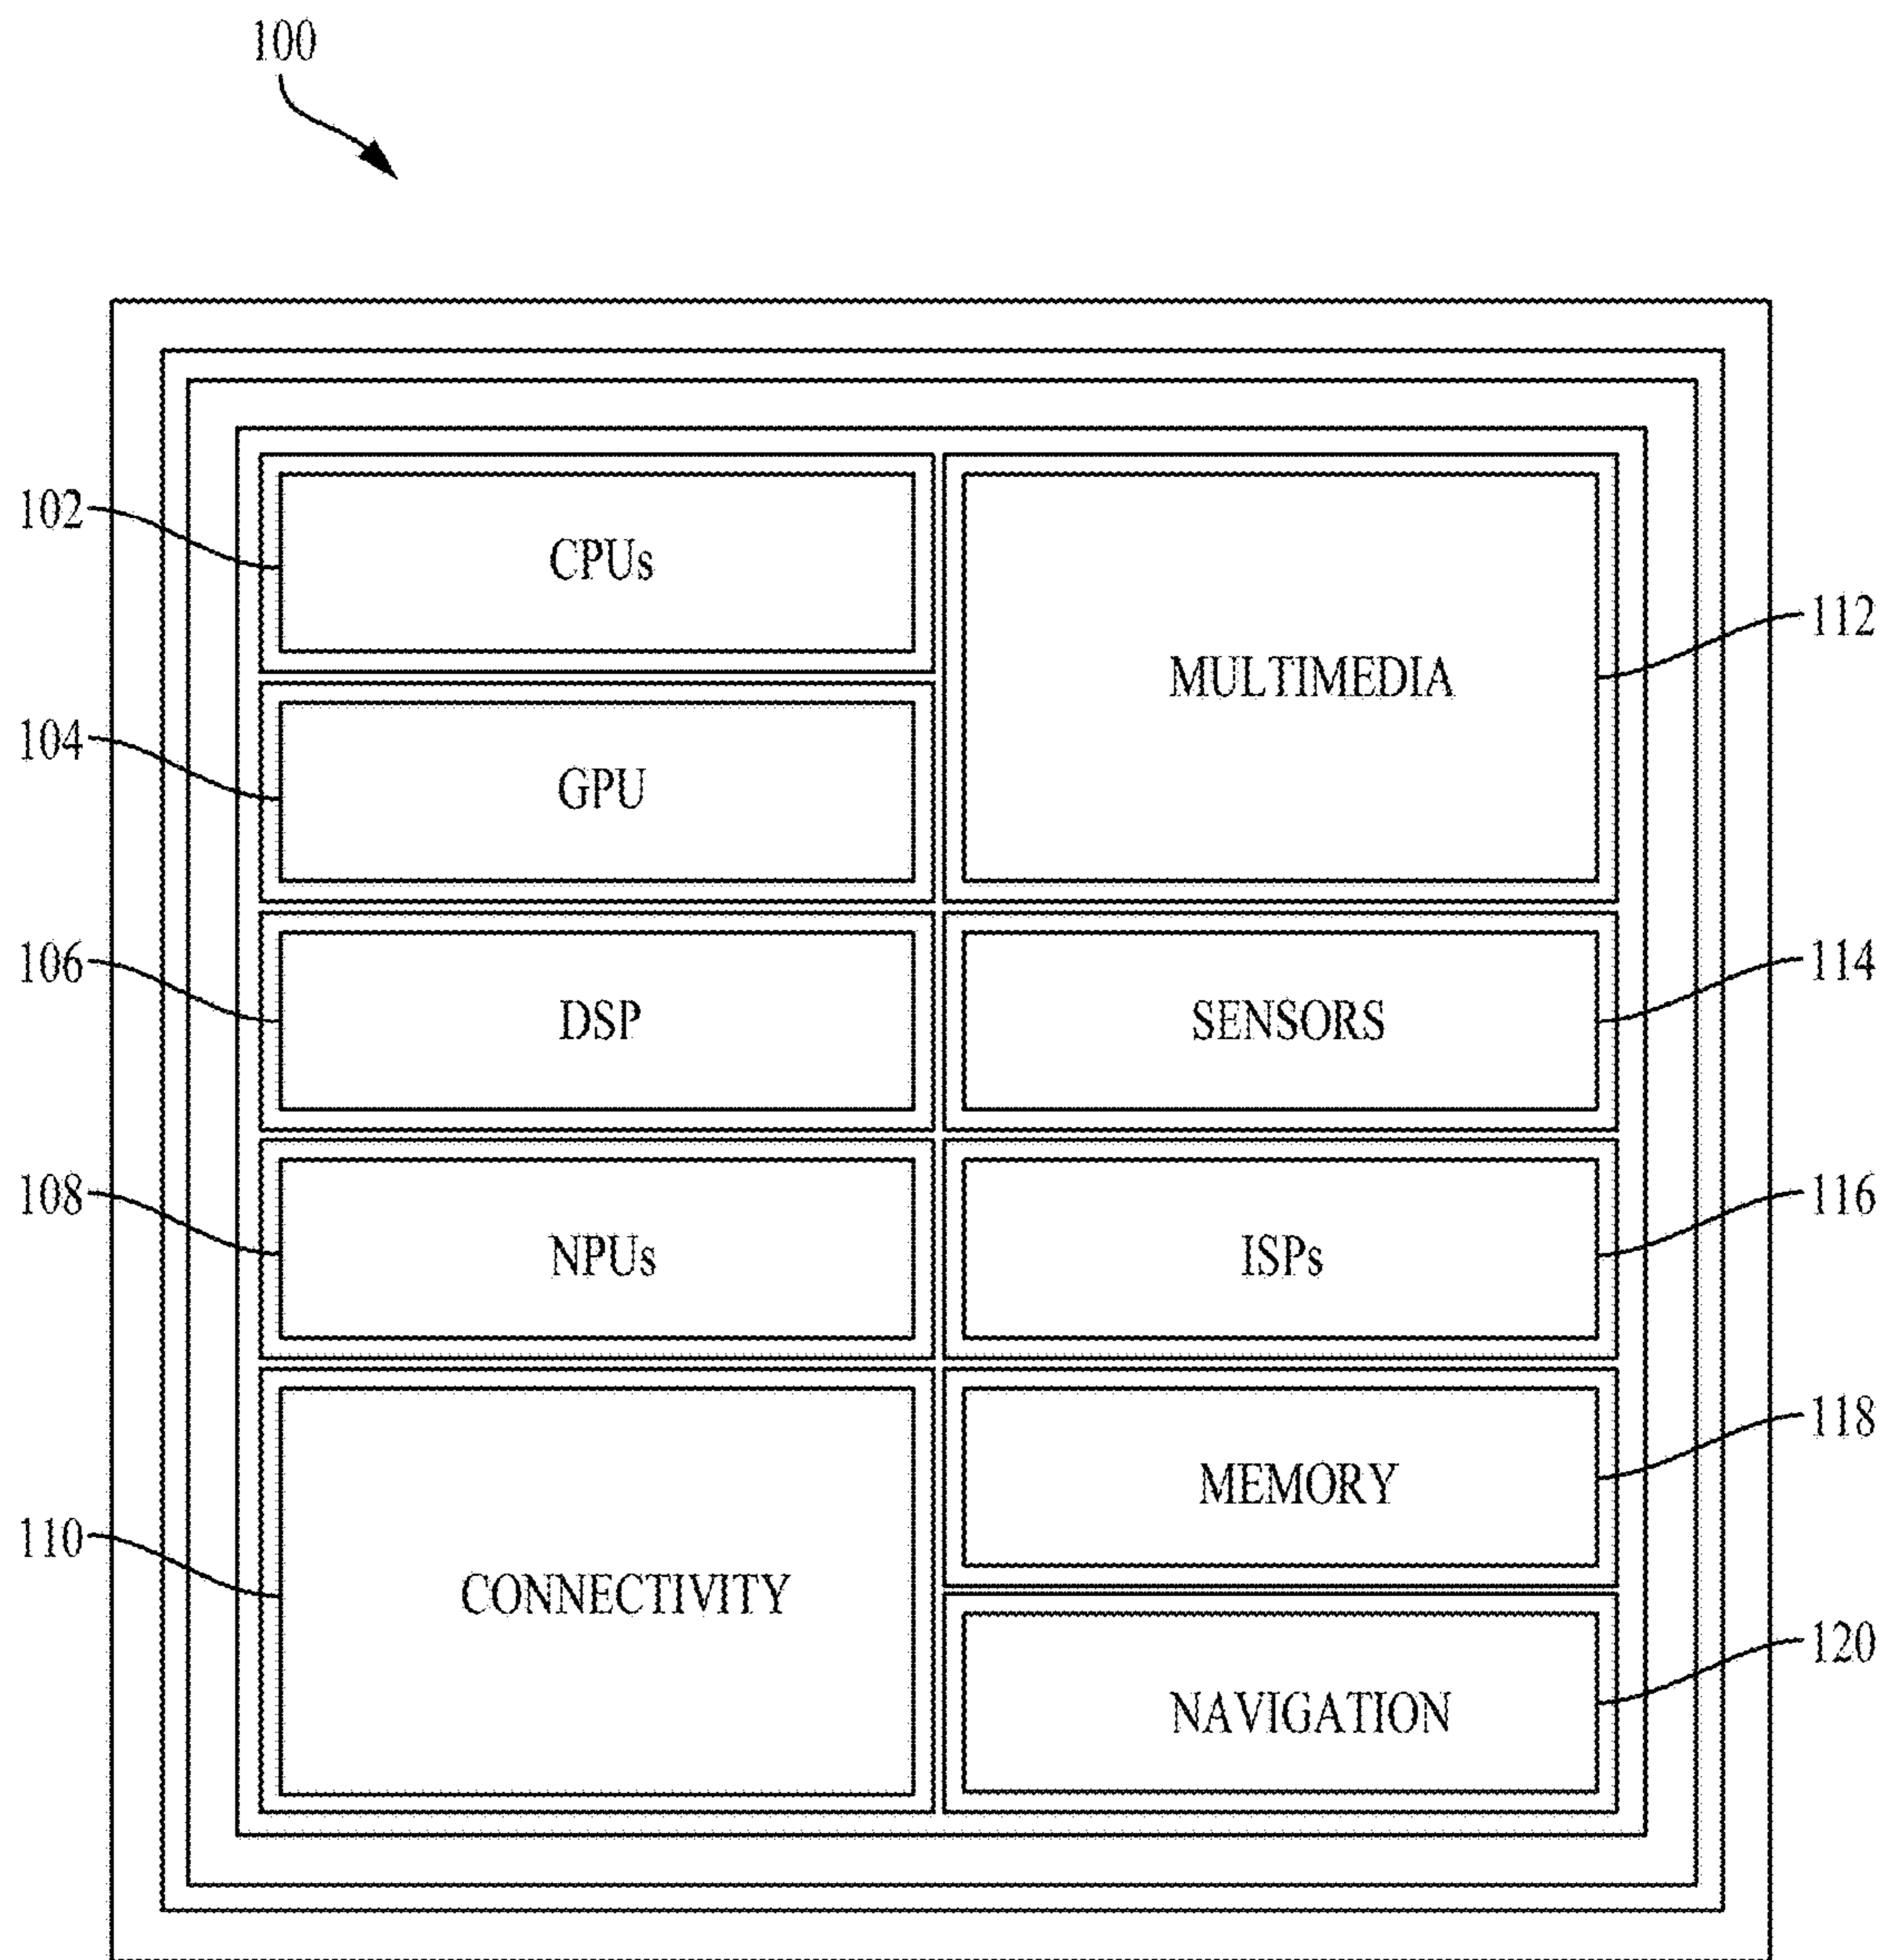 100
102
CPUs
MULTIMEDIA
112
104
GPU
106
DSP
SENSORS
114
108
NPUs
ISPs
116
110
CONNECTIVITY
MEMORY
118
NAVIGATION
120